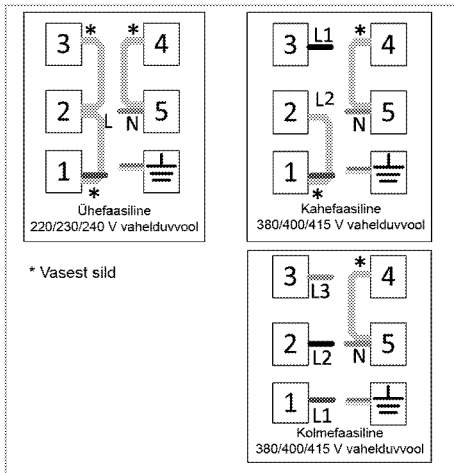 3 * * 4
2 L N 5
1 *
Ühefaasiline
220/230/240 V vahelduvvool
3 L1 * 4
2 L2 N 5
1 *
Kahefaasiline
380/400/415 V vahelduvvool
* Vasest sild
3 L3 * 4
2 L2 N 5
1 L1
Kolmefaasiline
380/400/415 V vahelduvvool